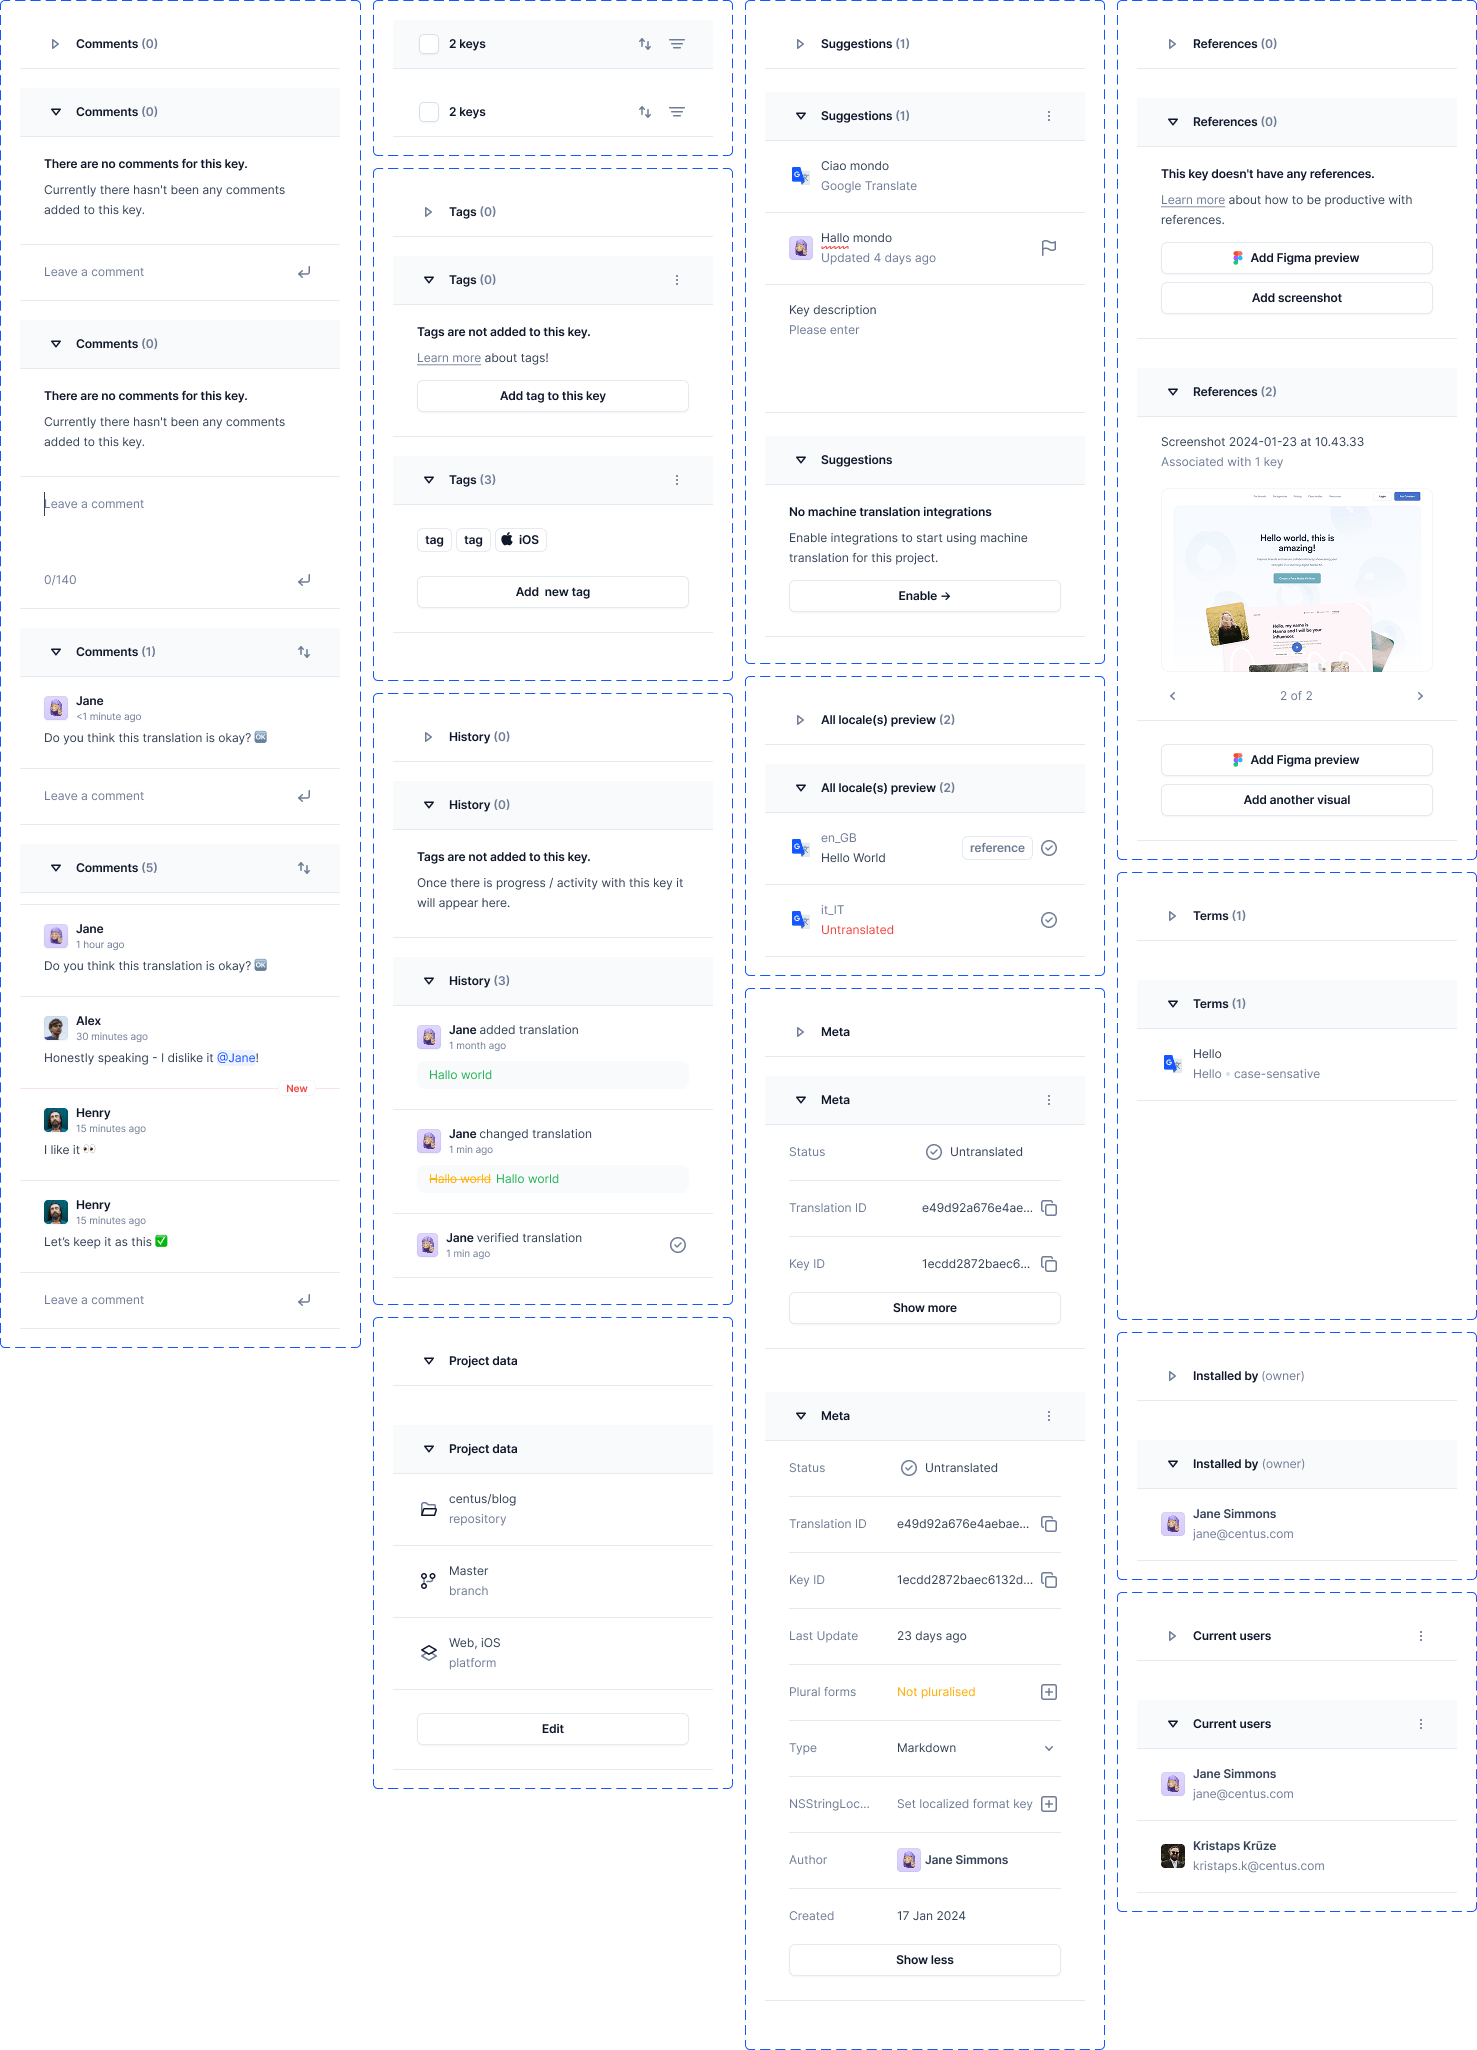 Comments (0)
Comments (0)
There are no comments for this key.
Currently there hasn't been any comments
added to this key.
Leave a comment
Comments (0)
There are no comments for this key.
Currently there hasn't been any comments
added to this key.
Leave a comment
0/140
Comments (1)
Jane
<1 minute ago
Do you think this translation is okay? 🆗
Leave a comment
Comments (5)
Jane
1 hour ago
Do you think this translation is okay? 🆗
Alex
30 minutes ago
Honestly speaking - I dislike it @Jane!
New
Henry
15 minutes ago
I like it 👀
Henry
15 minutes ago
Let's keep it as this ✅
Leave a comment
2 keys
2 keys
Tags (0)
Tags (0)
Tags are not added to this key.
Learn more about tags!
Add tag to this key
Tags (3)
tag tag iOS
Add new tag
History (0)
History (0)
Tags are not added to this key.
Once there is progress / activity with this key it
will appear here.
History (3)
Jane added translation
1 month ago
Hallo world
Jane changed translation
1 min ago
Hallo world Hallo world
Jane verified translation
1 min ago
Project data
Project data
centus/blog
repository
Master
branch
Web, iOS
platform
Edit
Suggestions (1)
Suggestions (1)
Ciao mondo
Google Translate
Hallo mondo
Updated 4 days ago
Key description
Please enter
Suggestions
No machine translation integrations
Enable integrations to start using machine
translation for this project.
Enable →
All locale(s) preview (2)
All locale(s) preview (2)
en_GB
Hello World
reference
it_IT
Untranslated
Meta
Meta
Status Untranslated
Translation ID e49d92a676e4ae...
Key ID 1ecdd2872baec6...
Show more
Meta
Status Untranslated
Translation ID e49d92a676e4aebae...
Key ID 1ecdd2872baec6132d...
Last Update 23 days ago
Plural forms Not pluralised
Type Markdown
NSStringLoc... Set localized format key
Author Jane Simmons
Created 17 Jan 2024
Show less
References (0)
References (0)
This key doesn't have any references.
Learn more about how to be productive with
references.
Add Figma preview
Add screenshot
References (2)
Screenshot 2024-01-23 at 10.43.33
Associated with 1 key
Hello world, this is
amazing!
Hello, my name is
Hanna and I will be your
influencer.
2 of 2
Add Figma preview
Add another visual
Terms (1)
Terms (1)
Hello
Hello • case-sensative
Installed by (owner)
Installed by (owner)
Jane Simmons
jane@centus.com
Current users
Current users
Jane Simmons
jane@centus.com
Kristaps Krūze
kristaps.k@centus.com